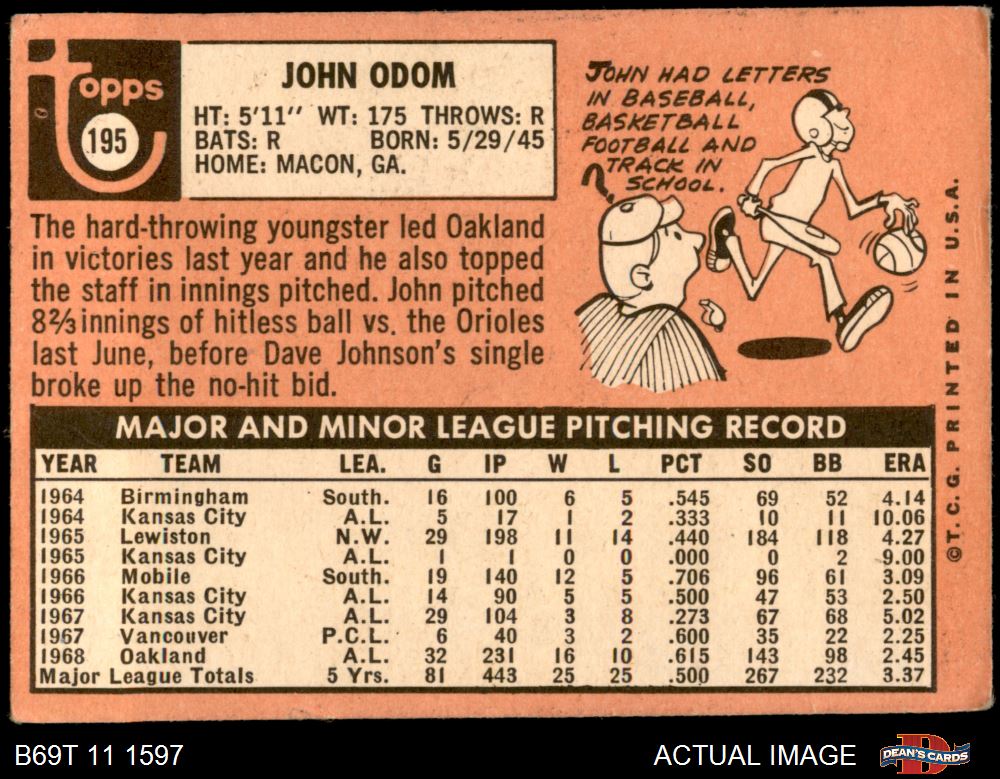 Topps
195
JOHN ODOM
HT: 5'11" WT: 175 THROWS: R
BATS: R BORN: 5/29/45
HOME: MACON, GA.
The hard-throwing youngster led Oakland
in victories last year and he also topped
the staff in innings pitched. John pitched
8⅔ innings of hitless ball vs. the Orioles
last June, before Dave Johnson's single
broke up the no-hit bid.
JOHN HAD LETTERS
IN BASEBALL,
BASKETBALL
FOOTBALL AND
TRACK IN
SCHOOL.
?
©T.C.G. PRINTED IN U.S.A.
MAJOR AND MINOR LEAGUE PITCHING RECORD
YEAR TEAM LEA. G IP W L PCT SO BB ERA
1964 Birmingham South. 16 100 6 5 .545 69 52 4.14
1964 Kansas City A.L. 5 17 1 2 .333 10 11 10.06
1965 Lewiston N.W. 29 198 11 14 .440 184 118 4.27
1965 Kansas City A.L. 1 1 0 0 .000 0 2 9.00
1966 Mobile South. 19 140 12 5 .706 96 61 3.09
1966 Kansas City A.L. 14 90 5 5 .500 47 53 2.50
1967 Kansas City A.L. 29 104 3 8 .273 67 68 5.02
1967 Vancouver P.C.L. 6 40 3 2 .600 35 22 2.25
1968 Oakland A.L. 32 231 16 10 .615 143 98 2.45
Major League Totals 5 Yrs. 81 443 25 25 .500 267 232 3.37
B69T 11 1597
ACTUAL IMAGE
DEAN'S CARDS